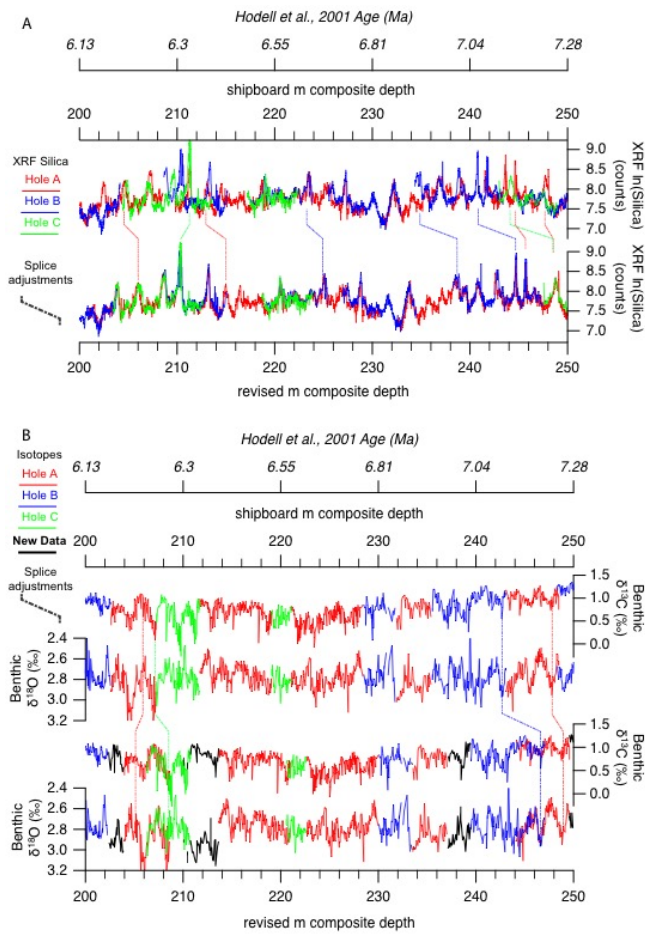 A
Hodell et al., 2001 Age (Ma)
6.13 6.3 6.55 6.81 7.04 7.28
shipboard m composite depth
200 210 220 230 240 250
XRF Silica
Hole A
Hole B
Hole C
9.0
8.5
8.0
7.5
7.0
XRF ln(Silica)
(counts)
Splice
adjustments
9.0
8.5
8.0
7.5
7.0
XRF ln(Silica)
(counts)
200 210 220 230 240 250
revised m composite depth
B
Hodell et al., 2001 Age (Ma)
Isotopes
6.13 6.3 6.55 6.81 7.04 7.28
Hole A
Hole B
Hole C
shipboard m composite depth
New Data
200 210 220 230 240 250
Splice
adjustments
1.5
1.0
0.5
0.0
Benthic
δ13C (‰)
2.4
2.6
2.8
3.0
3.2
Benthic
δ18O (‰)
1.5
1.0
0.5
0.0
Benthic
δ13C (‰)
2.4
2.6
2.8
3.0
3.2
Benthic
δ18O (‰)
200 210 220 230 240 250
revised m composite depth